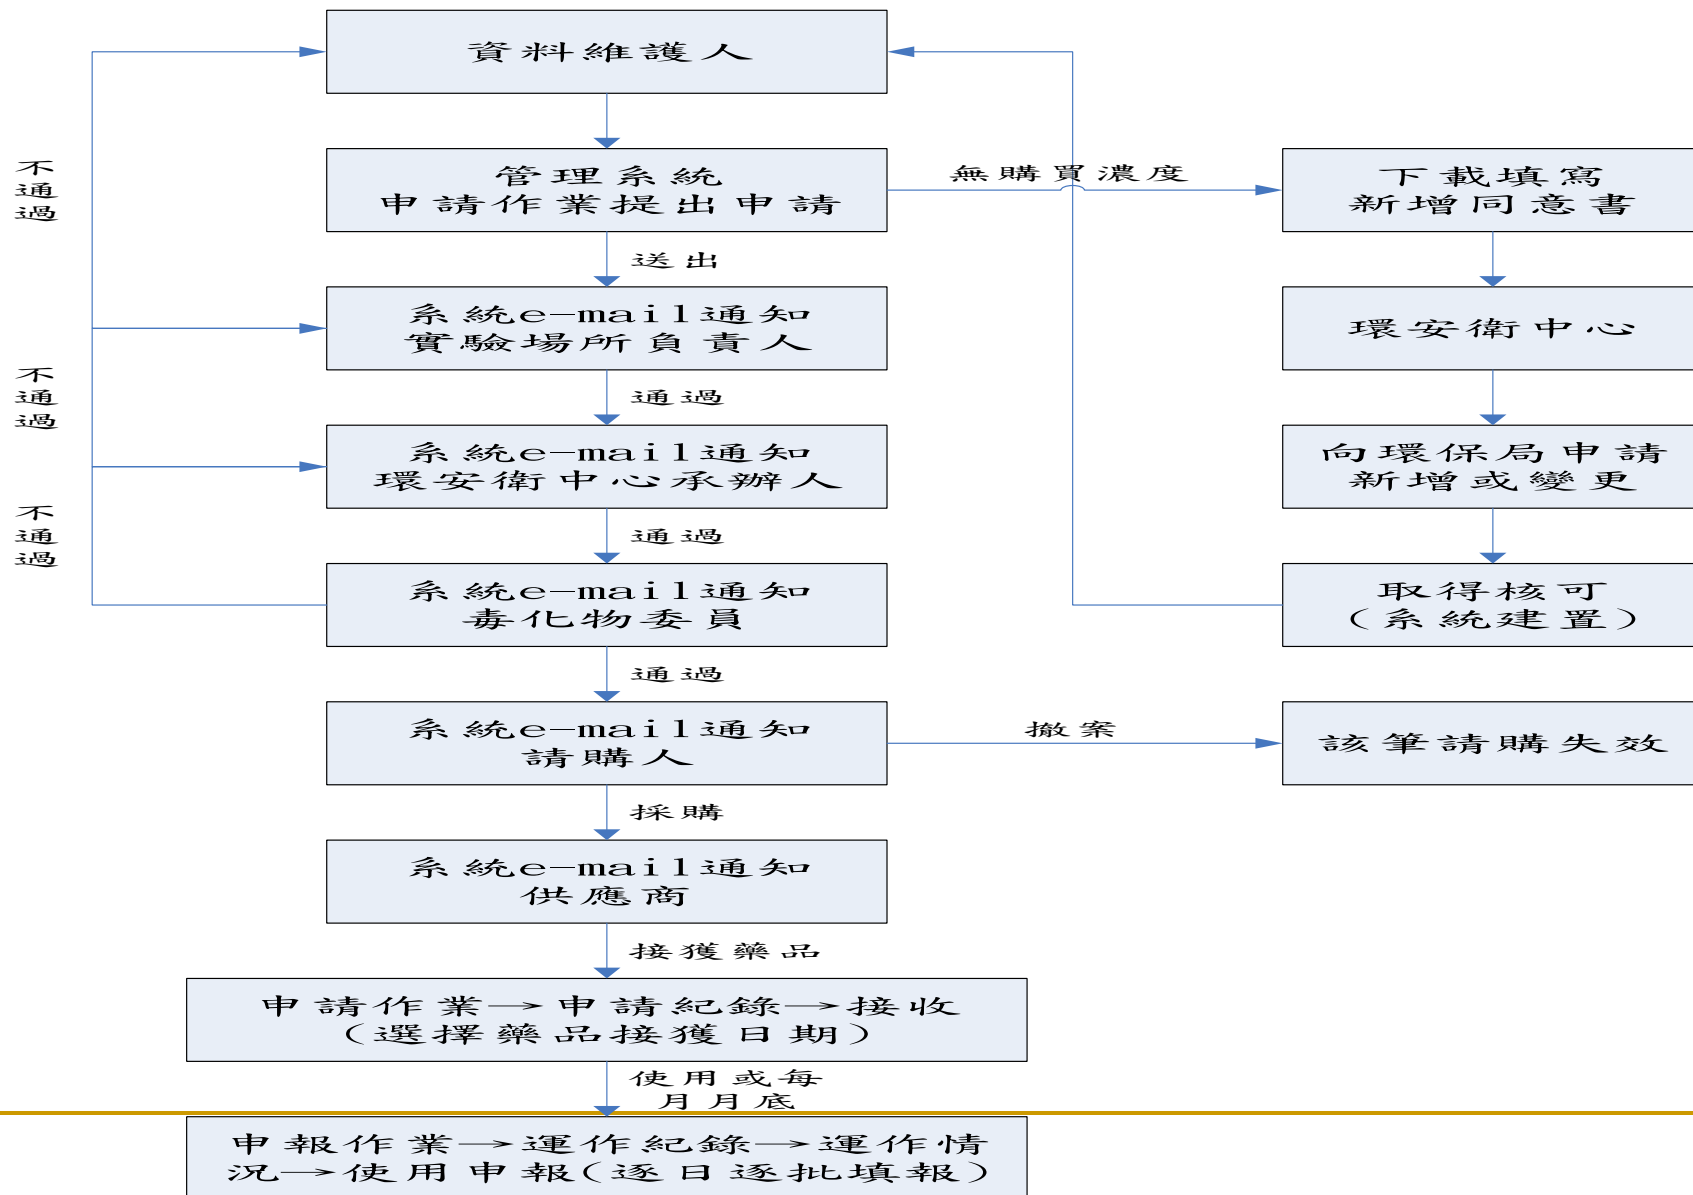 資料維護人
不
通
過
管理系統
申請作業提出申請
無購買濃度
下載填寫
新增同意書
送出
系統e-mail通知
實驗場所負責人
環安衛中心
不
通
過
通過
系統e-mail通知
環安衛中心承辦人
向環保局申請
新增或變更
不
通
過
通過
系統e-mail通知
毒化物委員
取得核可
(系統建置)
通過
系統e-mail通知
請購人
撤案
該筆請購失效
採購
系統e-mail通知
供應商
接獲藥品
申請作業→申請紀錄→接收
(選擇藥品接獲日期)
使用或每
月月底
申報作業→運作紀錄→運作情
況→使用申報(逐日逐批填報)